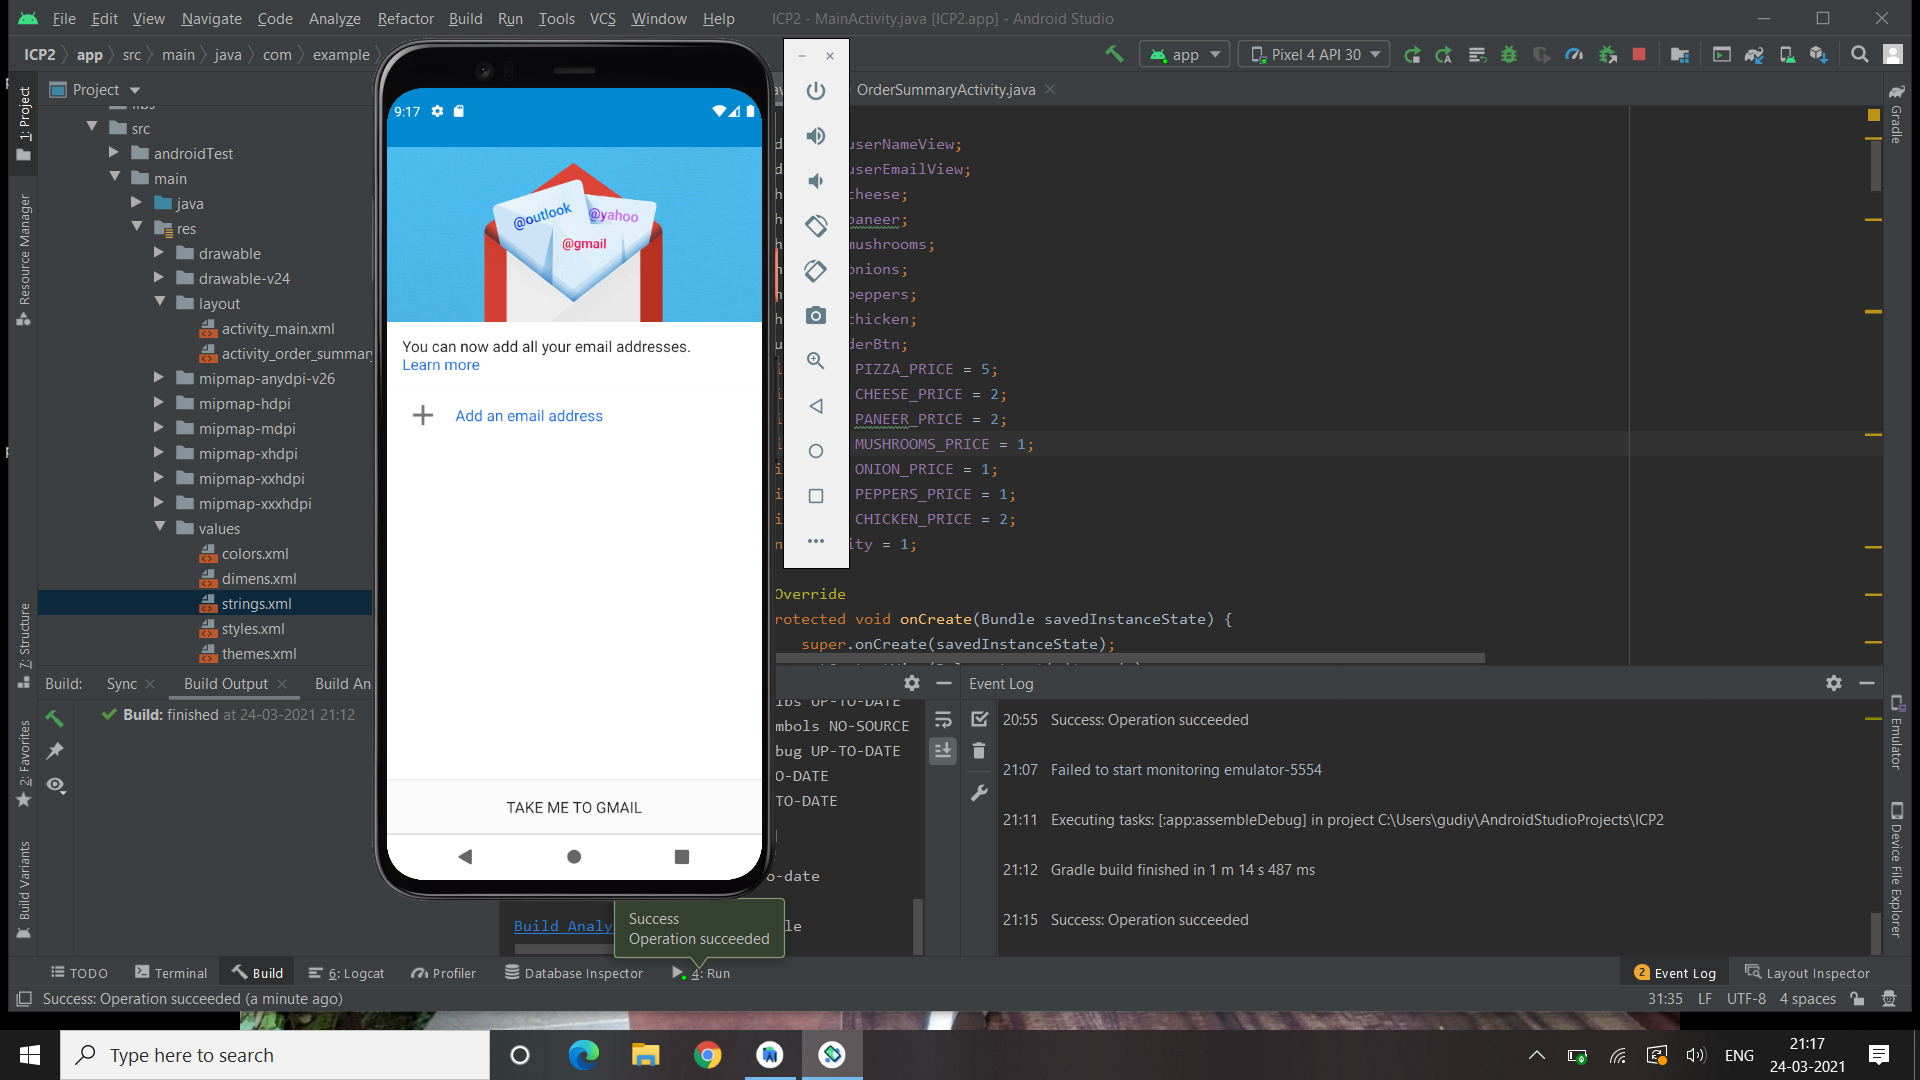 File Edit View Navigate Code Analyze Refactor Build Run Tools VCS Window Help ICP2 - MainActivity.java [ICP2.app] - Android Studio
ICP2 app src main java com example
app Pixel 4 API 30
Project
OrderSummaryActivity.java
1: Project
Resource Manager
7: Structure
2: Favorites
Build Variants
libs
src
androidTest
main
java
res
drawable
drawable-v24
layout
activity_main.xml
activity_order_summary
mipmap-anydpi-v26
mipmap-hdpi
mipmap-mdpi
mipmap-xhdpi
mipmap-xxhdpi
mipmap-xxxhdpi
values
colors.xml
dimens.xml
strings.xml
styles.xml
themes.xml
9:17
@outlook
@yahoo
@gmail
You can now add all your email addresses.
Learn more
Add an email address
TAKE ME TO GMAIL
userNameView;
userEmailView;
cheese;
paneer;
mushrooms;
onions;
peppers;
chicken;
derBtn;
PIZZA_PRICE = 5;
CHEESE_PRICE = 2;
PANEER_PRICE = 2;
MUSHROOMS_PRICE = 1;
ONION_PRICE = 1;
PEPPERS_PRICE = 1;
CHICKEN_PRICE = 2;
ity = 1;
Override
rotected void onCreate(Bundle savedInstanceState) {
super.onCreate(savedInstanceState);
Gradle
Emulator
Device File Explorer
Build: Sync Build Output Build An
Build: finished at 24-03-2021 21:12
ibs UP-TO-DATE
mbols NO-SOURCE
bug UP-TO-DATE
O-DATE
TO-DATE
o-date
Build Analy
le
Success
Operation succeeded
Event Log
20:55 Success: Operation succeeded
21:07 Failed to start monitoring emulator-5554
21:11 Executing tasks: [:app:assembleDebug] in project C:\Users\gudiy\AndroidStudioProjects\ICP2
21:12 Gradle build finished in 1 m 14 s 487 ms
21:15 Success: Operation succeeded
TODO Terminal Build 6: Logcat Profiler Database Inspector 4: Run 2 Event Log Layout Inspector
Success: Operation succeeded (a minute ago) 31:35 LF UTF-8 4 spaces
Type here to search
ENG
21:17
24-03-2021